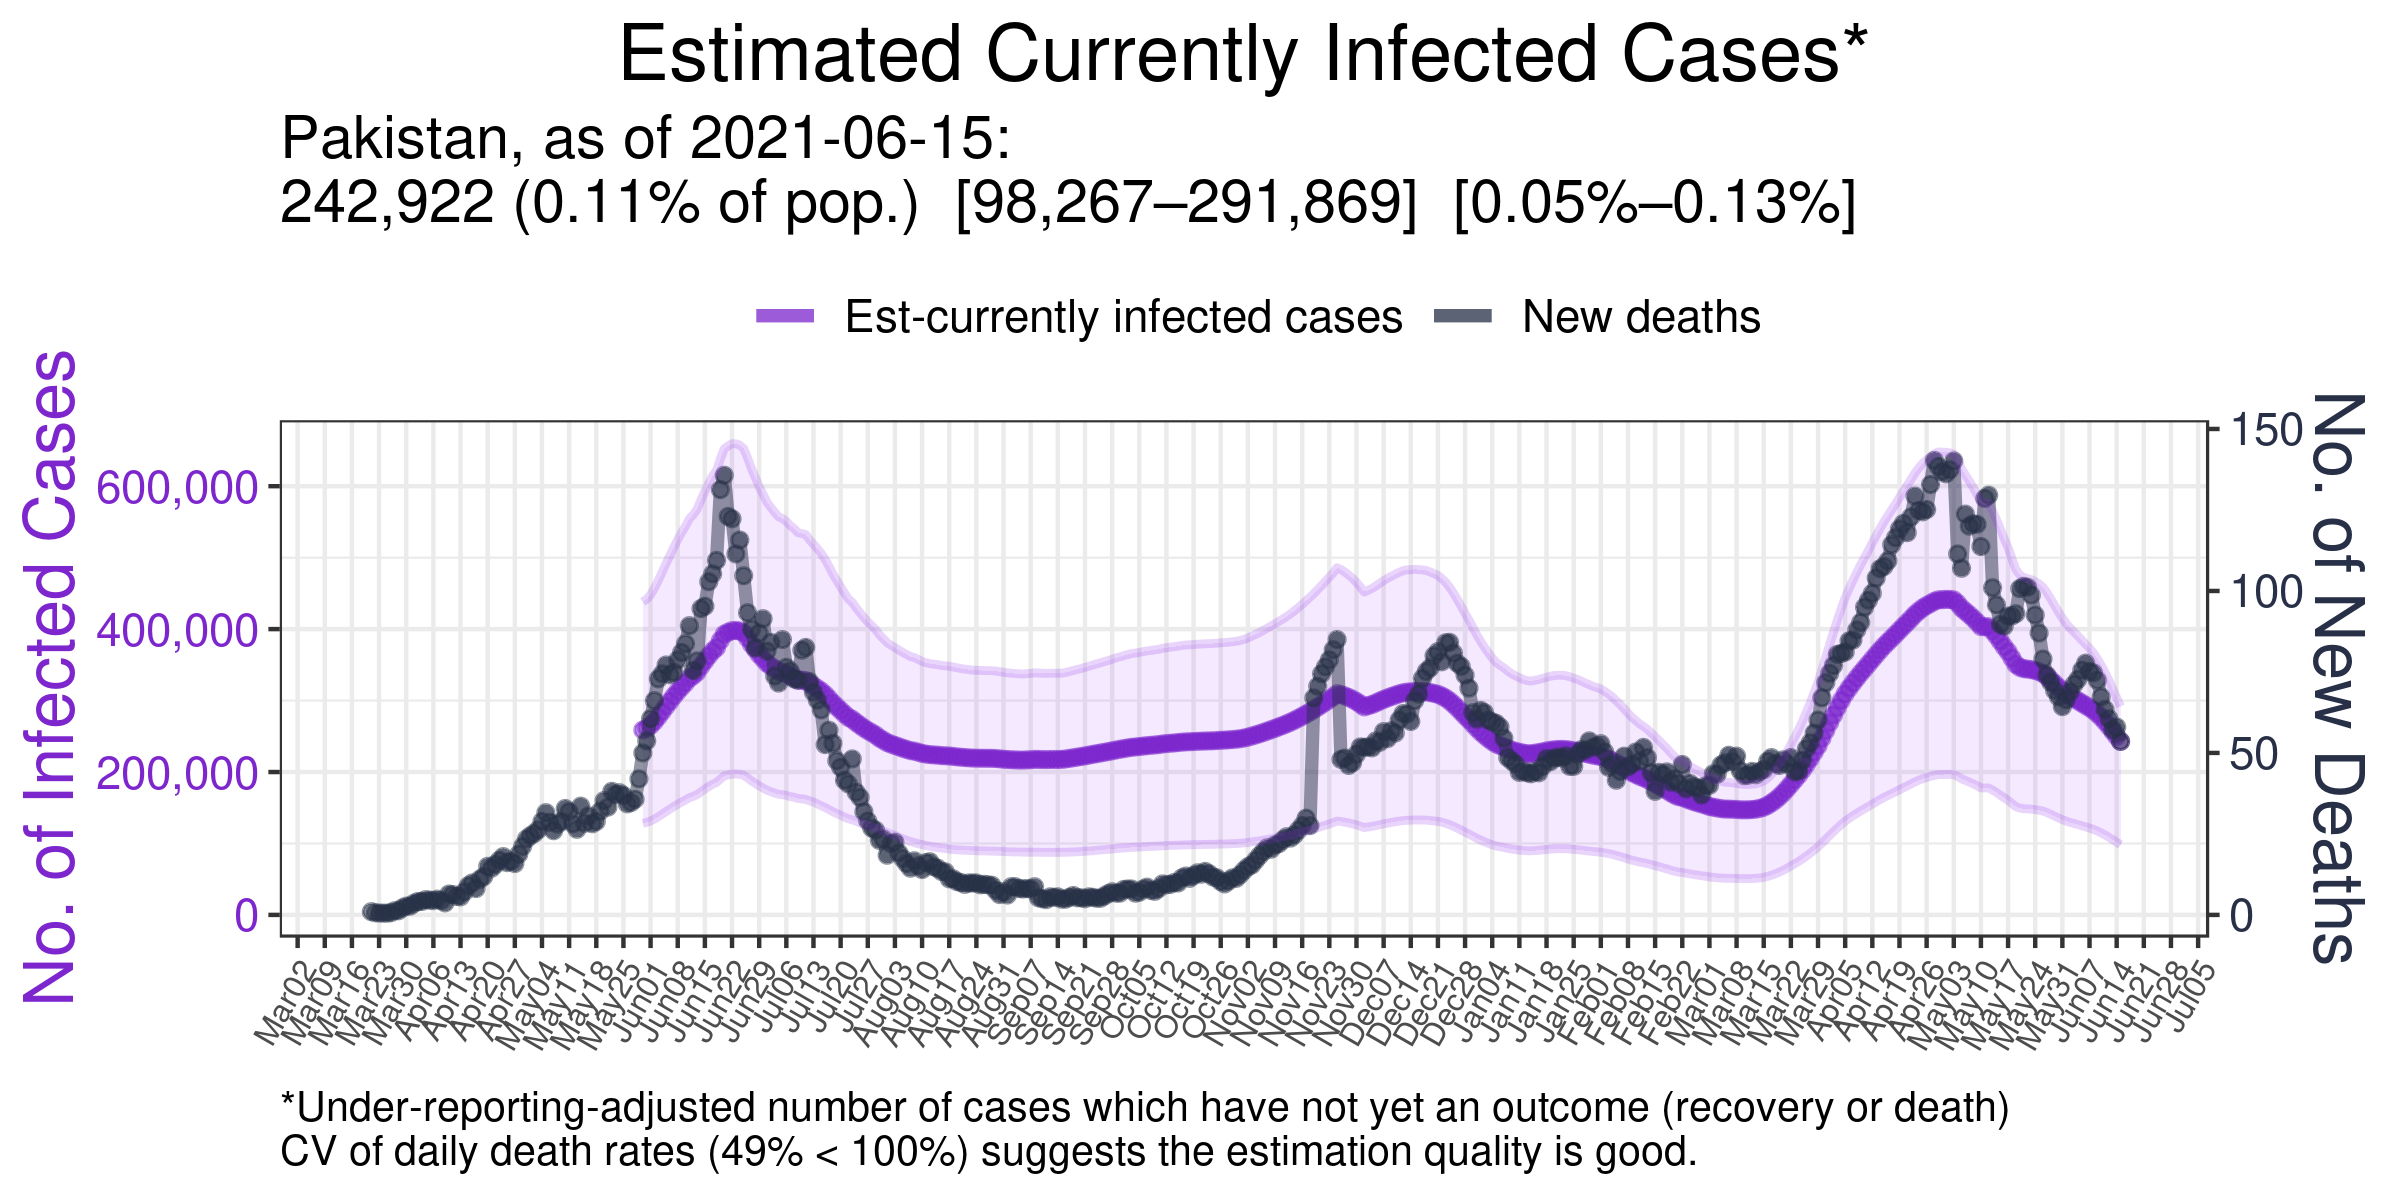 Estimated Currently Infected Cases*
Pakistan, as of 2021-06-15:
242,922 (0.11% of pop.) [98,267–291,869] [0.05%–0.13%]
Est-currently infected cases
New deaths
No. of Infected Cases
600,000
400,000
200,000
0
150
100
50
0
No. of New Deaths
Mar02
Mar09
Mar16
Mar23
Mar30
Apr06
Apr13
Apr20
Apr27
May04
May11
May18
May25
Jun01
Jun08
Jun15
Jun22
Jun29
Jul06
Jul13
Jul20
Jul27
Aug03
Aug10
Aug17
Aug24
Aug31
Sep07
Sep14
Sep21
Sep28
Oct05
Oct12
Oct19
Oct26
Nov02
Nov09
Nov16
Nov23
Nov30
Dec07
Dec14
Dec21
Dec28
Jan04
Jan11
Jan18
Jan25
Feb01
Feb08
Feb15
Feb22
Mar01
Mar08
Mar15
Mar22
Mar29
Apr05
Apr12
Apr19
Apr26
May03
May10
May17
May24
May31
Jun07
Jun14
Jun21
Jun28
Jul05
*Under-reporting-adjusted number of cases which have not yet an outcome (recovery or death)
CV of daily death rates (49% < 100%) suggests the estimation quality is good.